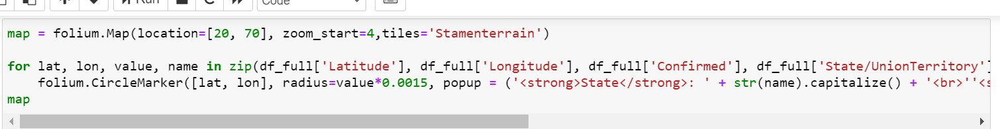 Run
Code
map = folium.Map(location=[20, 70], zoom_start=4,tiles='Stamenterrain')
for lat, lon, value, name in zip(df_full['Latitude'], df_full['Longitude'], df_full['Confirmed'], df_full['State/UnionTerritory']
    folium.CircleMarker([lat, lon], radius=value*0.0015, popup = ('<strong>State</strong>: ' + str(name).capitalize() + '<br>''<s
map